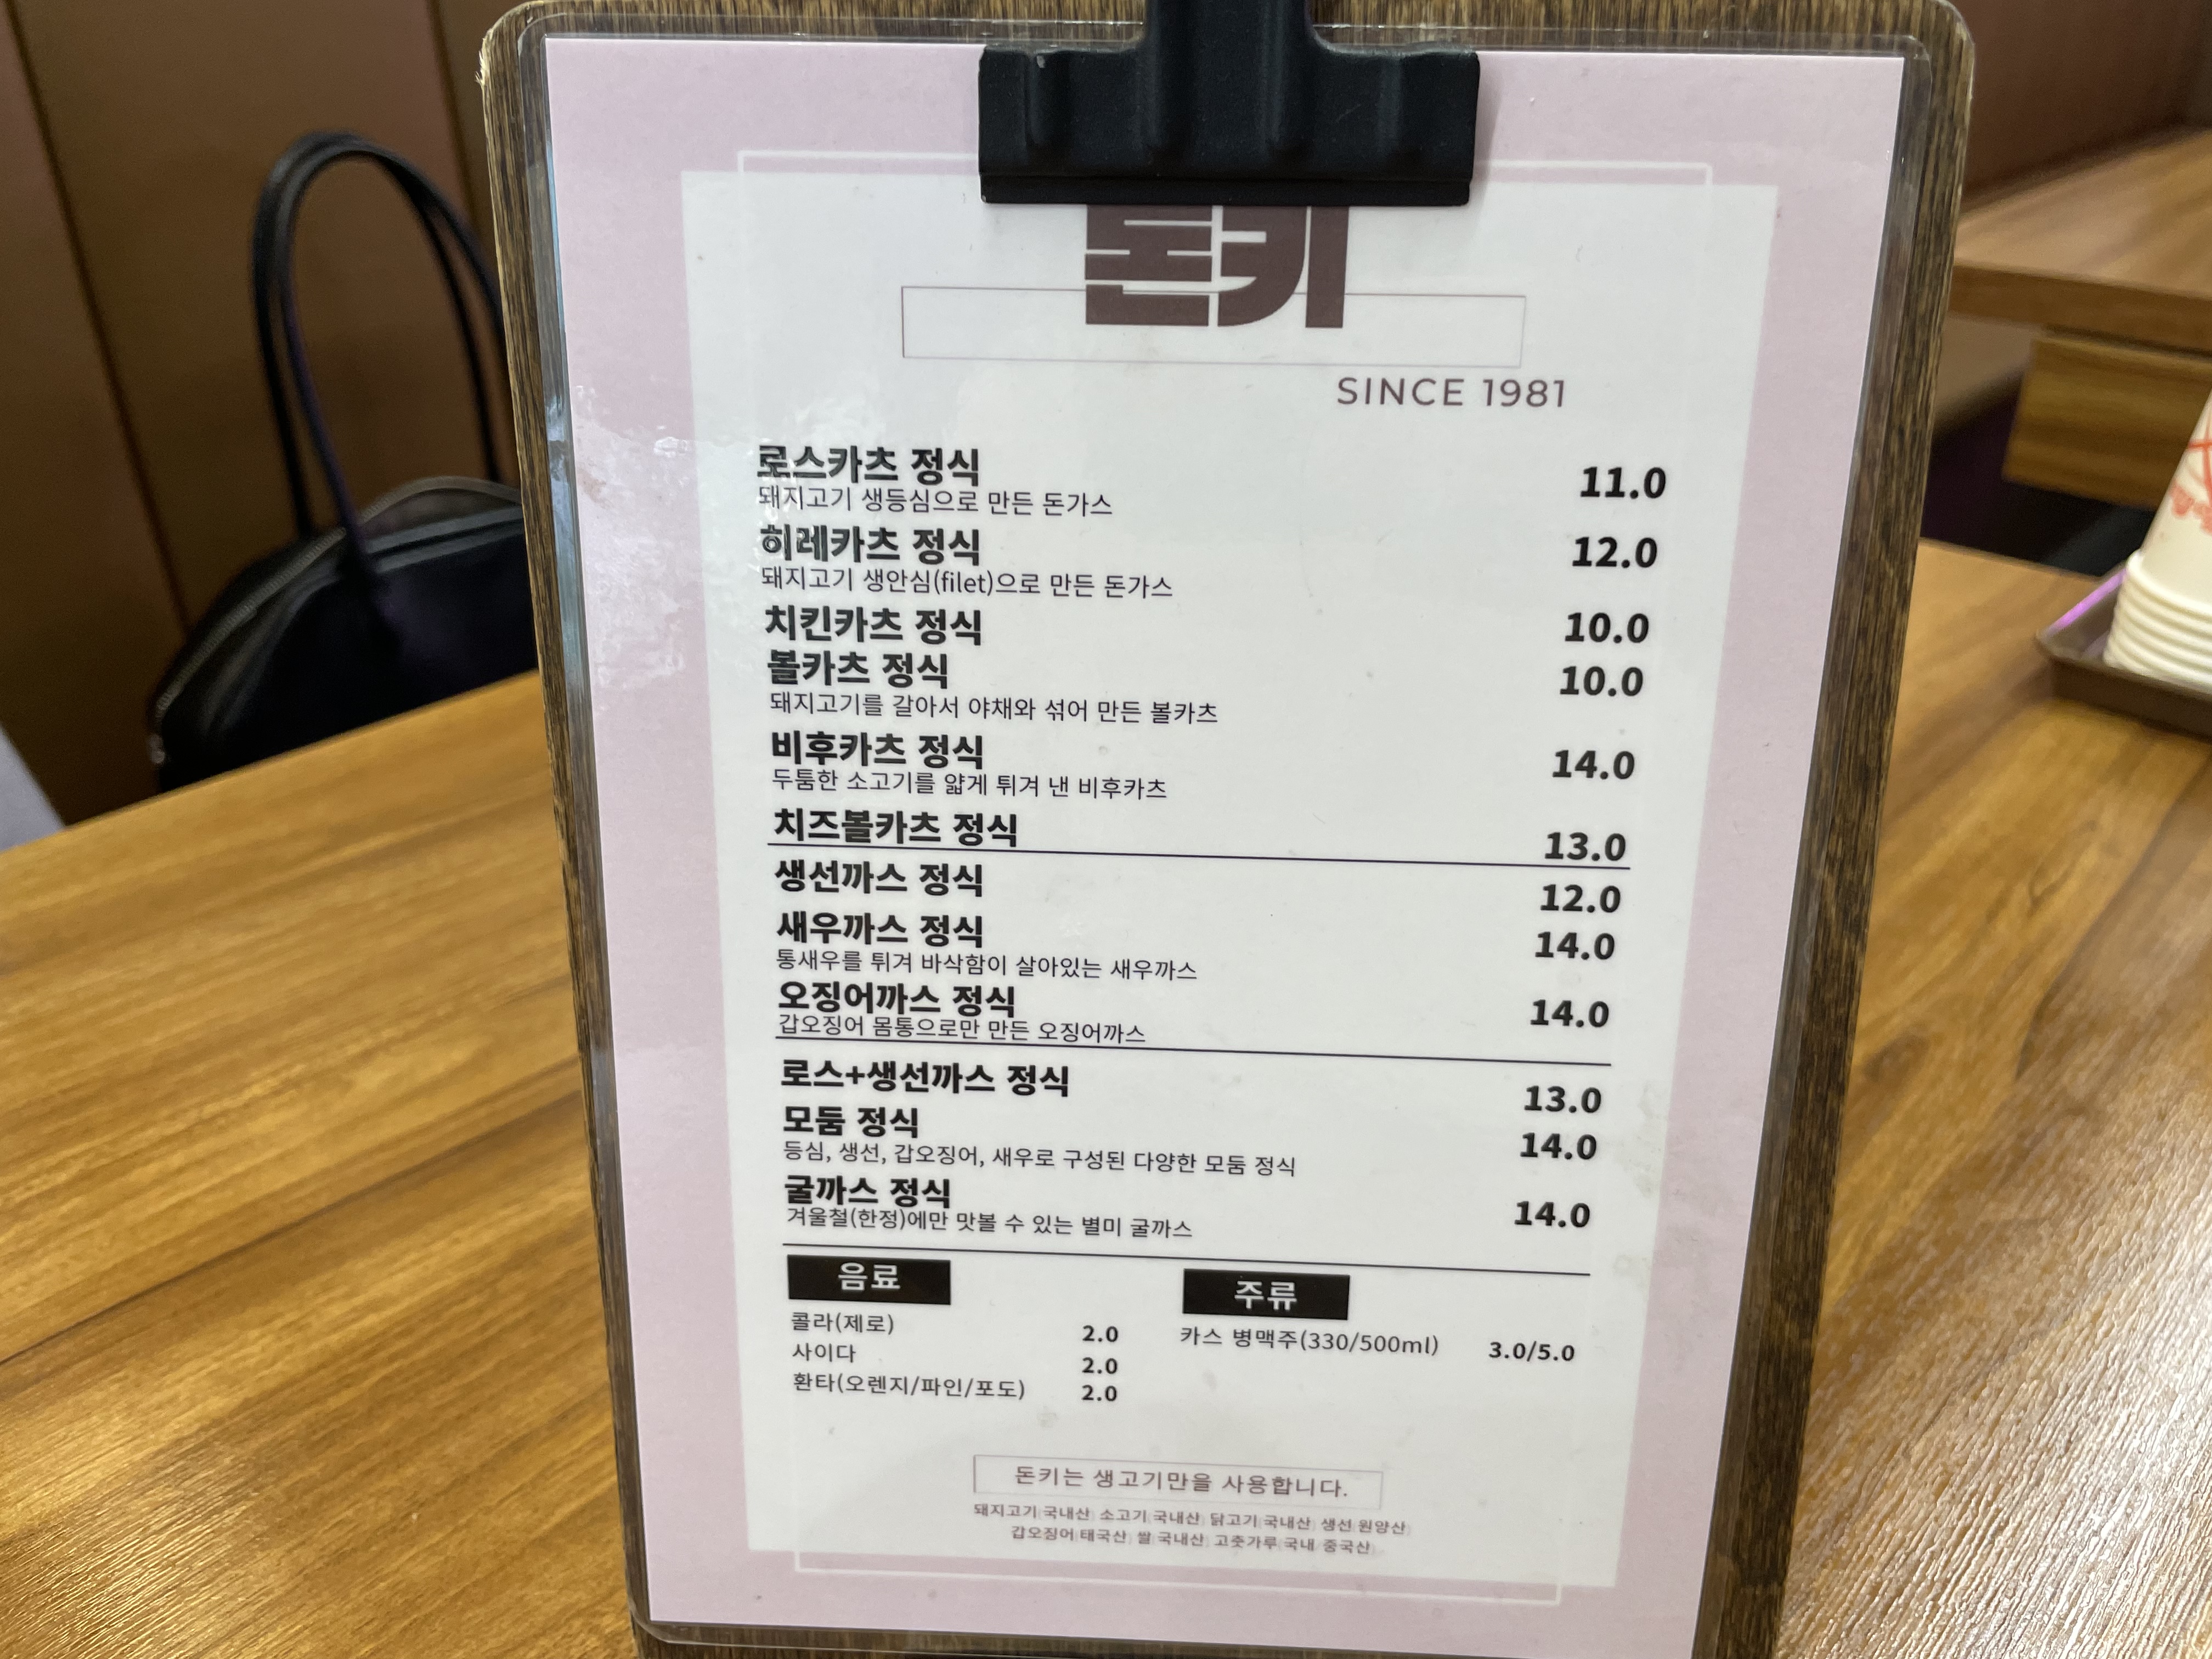 돈키
SINCE 1981
로스카츠 정식 11.0
돼지고기 생등심으로 만든 돈가스
히레카츠 정식 12.0
돼지고기 생안심(filet)으로 만든 돈가스
치킨카츠 정식 10.0
볼카츠 정식 10.0
돼지고기를 갈아서 야채와 섞어 만든 볼카츠
비후카츠 정식 14.0
두툼한 소고기를 얇게 튀겨 낸 비후카츠
치즈볼카츠 정식 13.0
생선까스 정식 12.0
새우까스 정식 14.0
통새우를 튀겨 바삭함이 살아있는 새우까스
오징어까스 정식 14.0
갑오징어 몸통으로만 만든 오징어까스
로스+생선까스 정식 13.0
모둠 정식 14.0
등심, 생선, 갑오징어, 새우로 구성된 다양한 모둠 정식
굴까스 정식 14.0
겨울철(한정)에만 맛볼 수 있는 별미 굴까스
음료
콜라(제로) 2.0
사이다 2.0
환타(오렌지/파인/포도) 2.0
주류
카스 병맥주(330/500ml) 3.0/5.0
돈키는 생고기만을 사용합니다.
돼지고기 국내산 소고기 국내산 닭고기 국내산 생선 원양산
갑오징어 태국산 쌀 국내산 고춧가루 국내 중국산